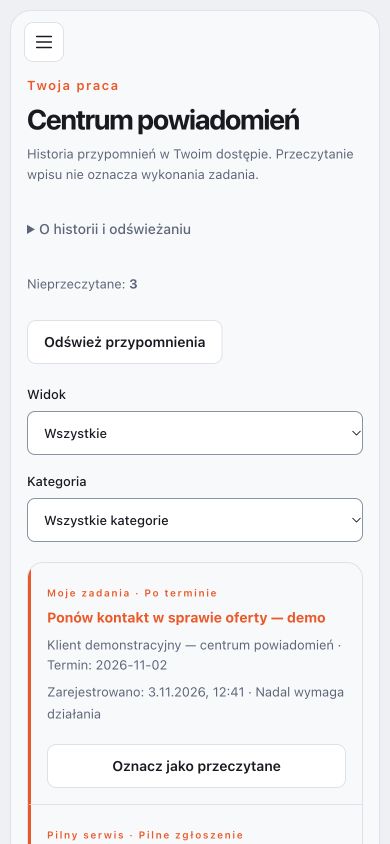 Twoja praca
Centrum powiadomień
Historia przypomnień w Twoim dostępie. Przeczytanie
wpisu nie oznacza wykonania zadania.
O historii i odświeżaniu
Nieprzeczytane: 3
Odśwież przypomnienia
Widok
Wszystkie
Kategoria
Wszystkie kategorie
Moje zadania · Po terminie
Ponów kontakt w sprawie oferty — demo
Klient demonstracyjny — centrum powiadomień ·
Termin: 2026-11-02
Zarejestrowano: 3.11.2026, 12:41 · Nadal wymaga
działania
Oznacz jako przeczytane
Pilny serwis · Pilne zgłoszenie